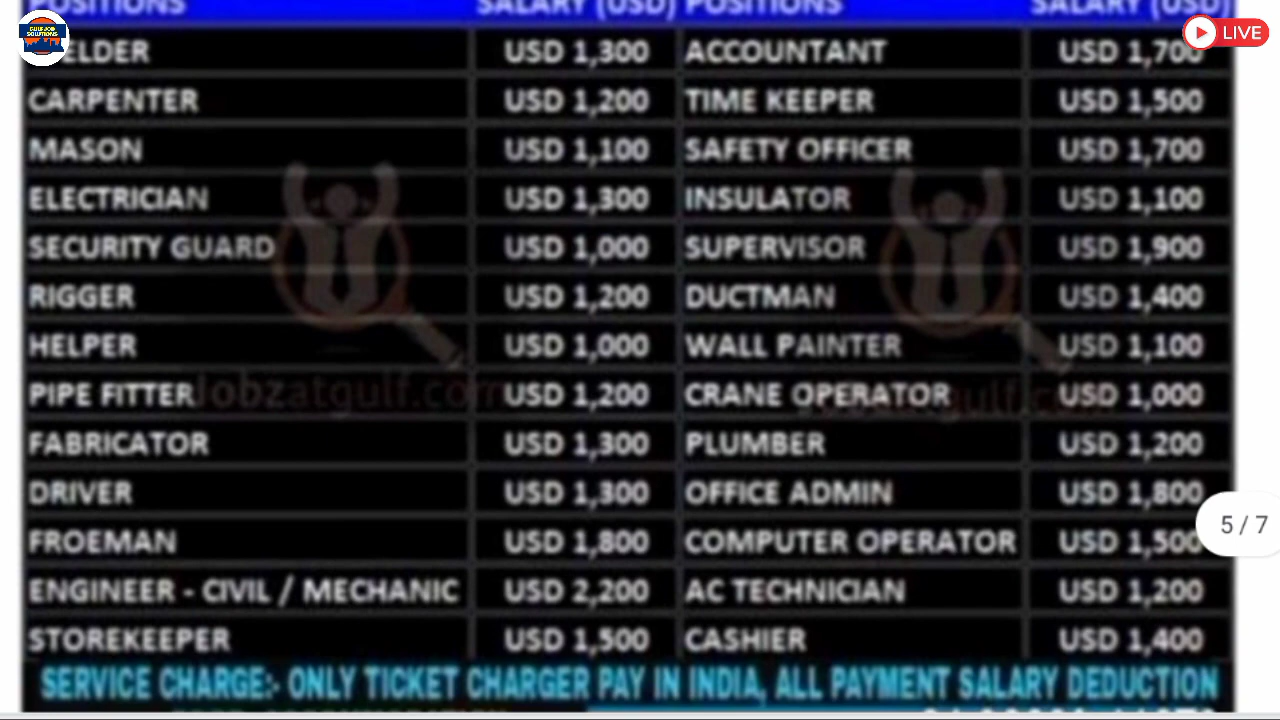 POSITIONS SALARY (USD) POSITIONS SALARY (USD)
GULF JOB
SOLUTIONS
LIVE
ELDER USD 1,300 ACCOUNTANT USD 1,700
CARPENTER USD 1,200 TIME KEEPER USD 1,500
MASON USD 1,100 SAFETY OFFICER USD 1,700
ELECTRICIAN USD 1,300 INSULATOR USD 1,100
SECURITY GUARD USD 1,000 SUPERVISOR USD 1,900
RIGGER USD 1,200 DUCTMAN USD 1,400
HELPER USD 1,000 WALL PAINTER USD 1,100
Jobzatgulf.com
PIPE FITTER USD 1,200 CRANE OPERATOR USD 1,000
FABRICATOR USD 1,300 PLUMBER USD 1,200
DRIVER USD 1,300 OFFICE ADMIN USD 1,800
5 / 7
FROEMAN USD 1,800 COMPUTER OPERATOR USD 1,500
ENGINEER - CIVIL / MECHANIC USD 2,200 AC TECHNICIAN USD 1,200
STOREKEEPER USD 1,500 CASHIER USD 1,400
SERVICE CHARGE:- ONLY TICKET CHARGER PAY IN INDIA, ALL PAYMENT SALARY DEDUCTION